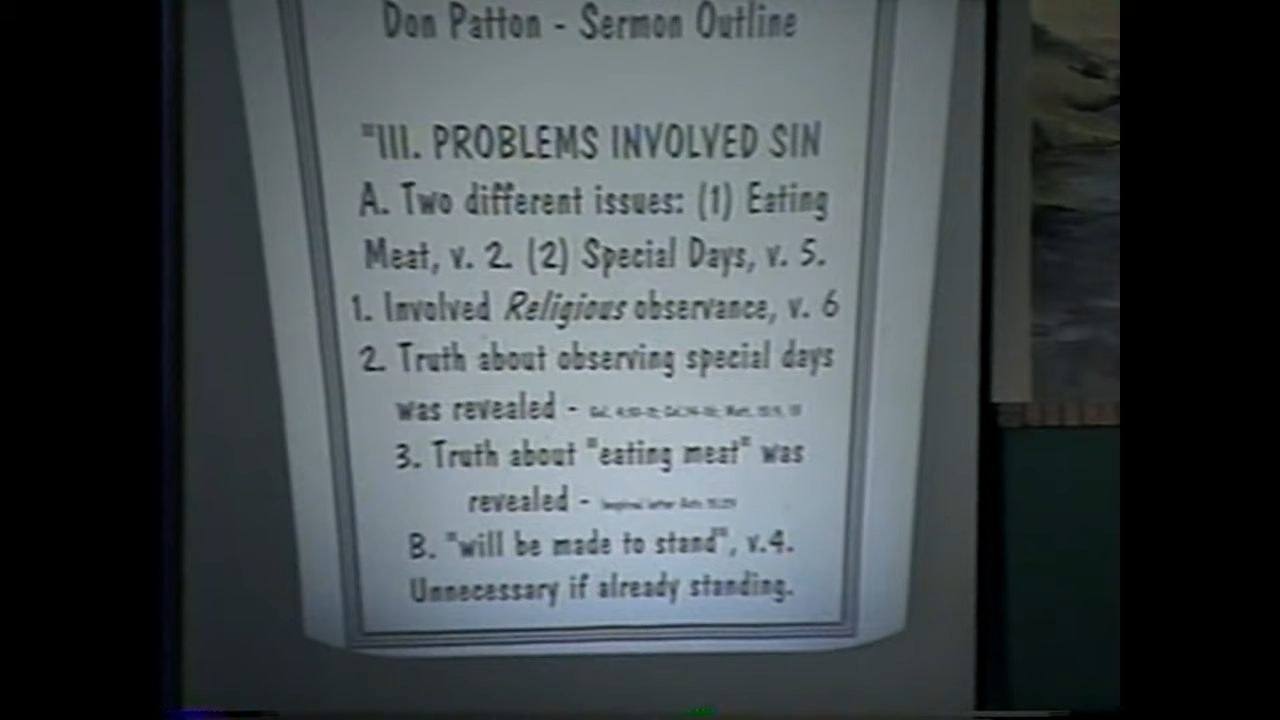 Don Patton - Sermon Outline
"III. PROBLEMS INVOLVED SIN
A. Two different issues: (1) Eating
Meat, v. 2. (2) Special Days, v. 5.
1. Involved Religious observance, v. 6
2. Truth about observing special days
was revealed -
3. Truth about "eating meat" was
revealed -
B. "will be made to stand", v.4.
Unnecessary if already standing.